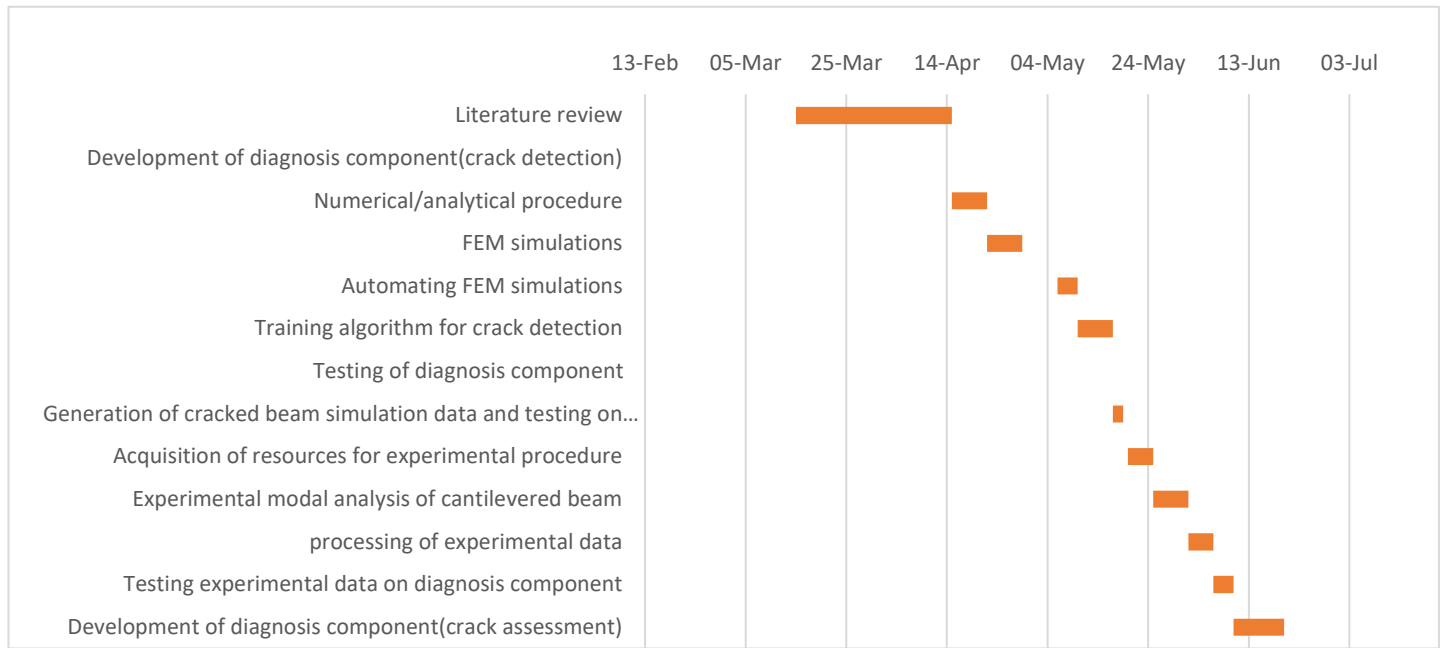 13-Feb 05-Mar 25-Mar 14-Apr 04-May 24-May 13-Jun 03-Jul
Literature review
Development of diagnosis component(crack detection)
Numerical/analytical procedure
FEM simulations
Automating FEM simulations
Training algorithm for crack detection
Testing of diagnosis component
Generation of cracked beam simulation data and testing on…
Acquisition of resources for experimental procedure
Experimental modal analysis of cantilevered beam
processing of experimental data
Testing experimental data on diagnosis component
Development of diagnosis component(crack assessment)